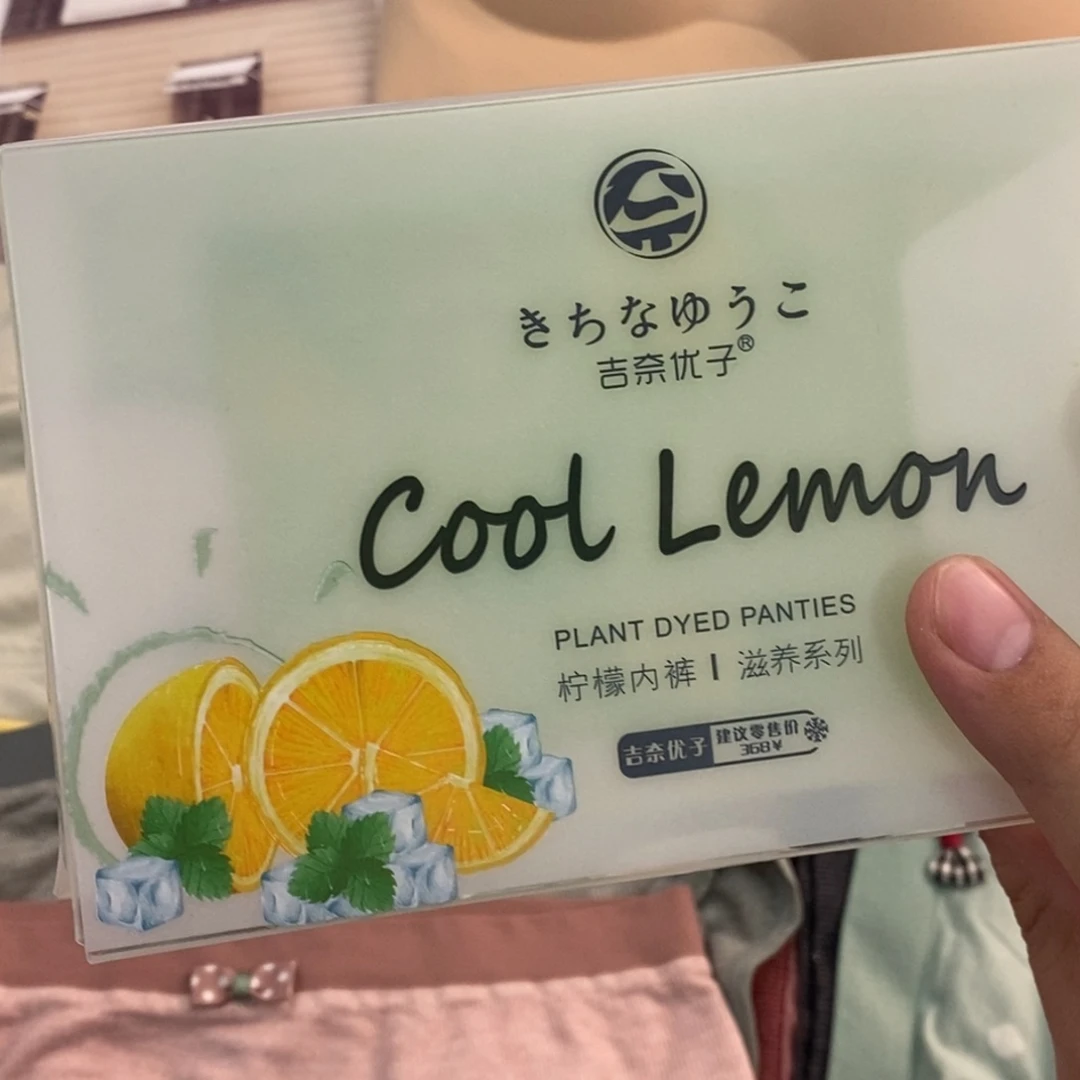 きちなゆうこ
吉奈优子®
Cool Lemon
PLANT DYED PANTIES
柠檬内裤 | 滋养系列
吉奈优子 建议零售价
368¥